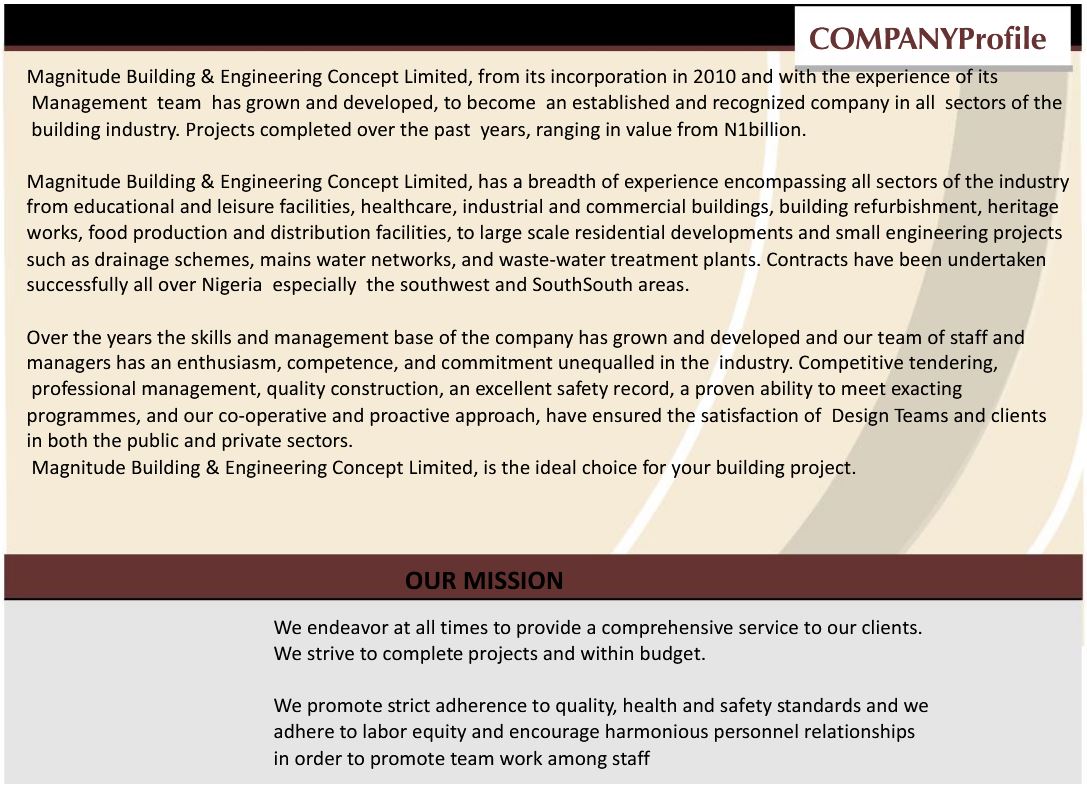 COMPANYProfile
Magnitude Building & Engineering Concept Limited, from its incorporation in 2010 and with the experience of its
Management team has grown and developed, to become an established and recognized company in all sectors of the
building industry. Projects completed over the past years, ranging in value from N1billion.
Magnitude Building & Engineering Concept Limited, has a breadth of experience encompassing all sectors of the industry
from educational and leisure facilities, healthcare, industrial and commercial buildings, building refurbishment, heritage
works, food production and distribution facilities, to large scale residential developments and small engineering projects
such as drainage schemes, mains water networks, and waste-water treatment plants. Contracts have been undertaken
successfully all over Nigeria especially the southwest and SouthSouth areas.
Over the years the skills and management base of the company has grown and developed and our team of staff and
managers has an enthusiasm, competence, and commitment unequalled in the industry. Competitive tendering,
professional management, quality construction, an excellent safety record, a proven ability to meet exacting
programmes, and our co-operative and proactive approach, have ensured the satisfaction of Design Teams and clients
in both the public and private sectors.
Magnitude Building & Engineering Concept Limited, is the ideal choice for your building project.
OUR MISSION
We endeavor at all times to provide a comprehensive service to our clients.
We strive to complete projects and within budget.
We promote strict adherence to quality, health and safety standards and we
adhere to labor equity and encourage harmonious personnel relationships
in order to promote team work among staff